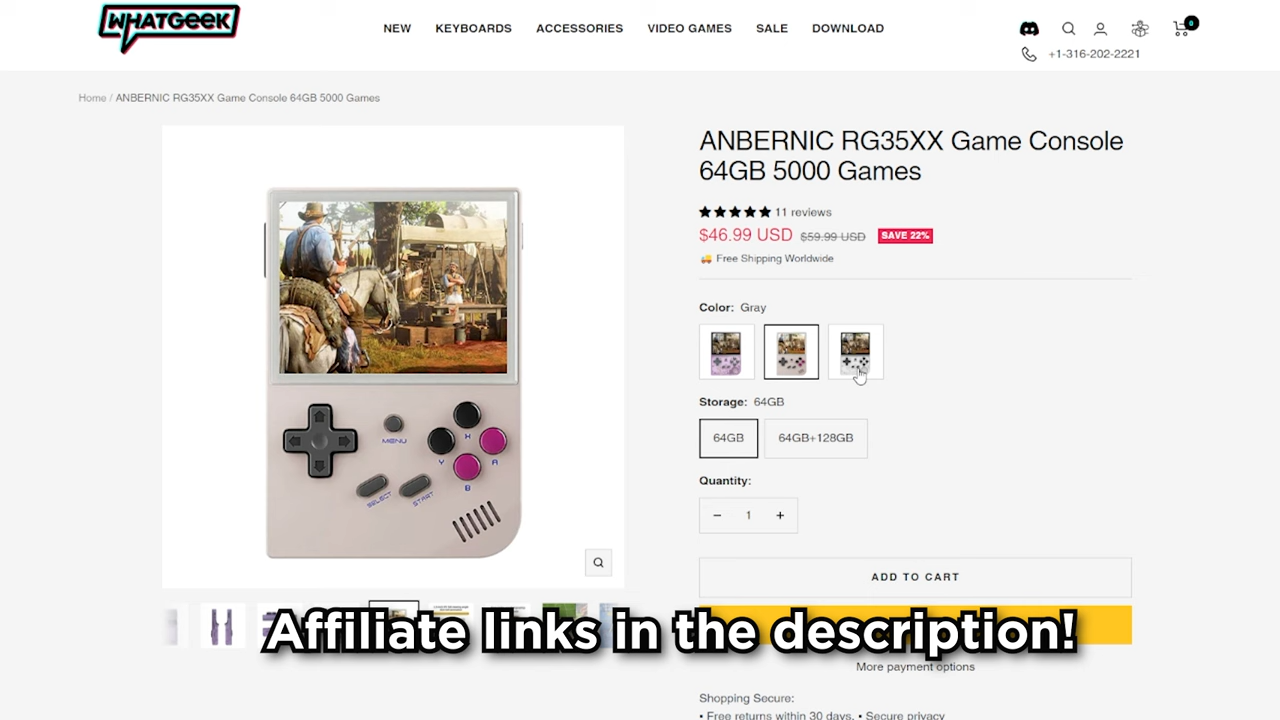 WHATGEEK
NEW KEYBOARDS ACCESSORIES VIDEO GAMES SALE DOWNLOAD
0
+1-316-202-2221
Home / ANBERNIC RG35XX Game Console 64GB 5000 Games
ANBERNIC RG35XX Game Console
64GB 5000 Games
11 reviews
$46.99 USD $59.99 USD SAVE 22%
Free Shipping Worldwide
Color: Gray
Storage: 64GB
64GB 64GB+128GB
Quantity:
− 1 +
MENU
X
Y A
B
SELECT START
ADD TO CART
Affiliate links in the description!
More payment options
Shopping Secure:
• Free returns within 30 days. • Secure privacy